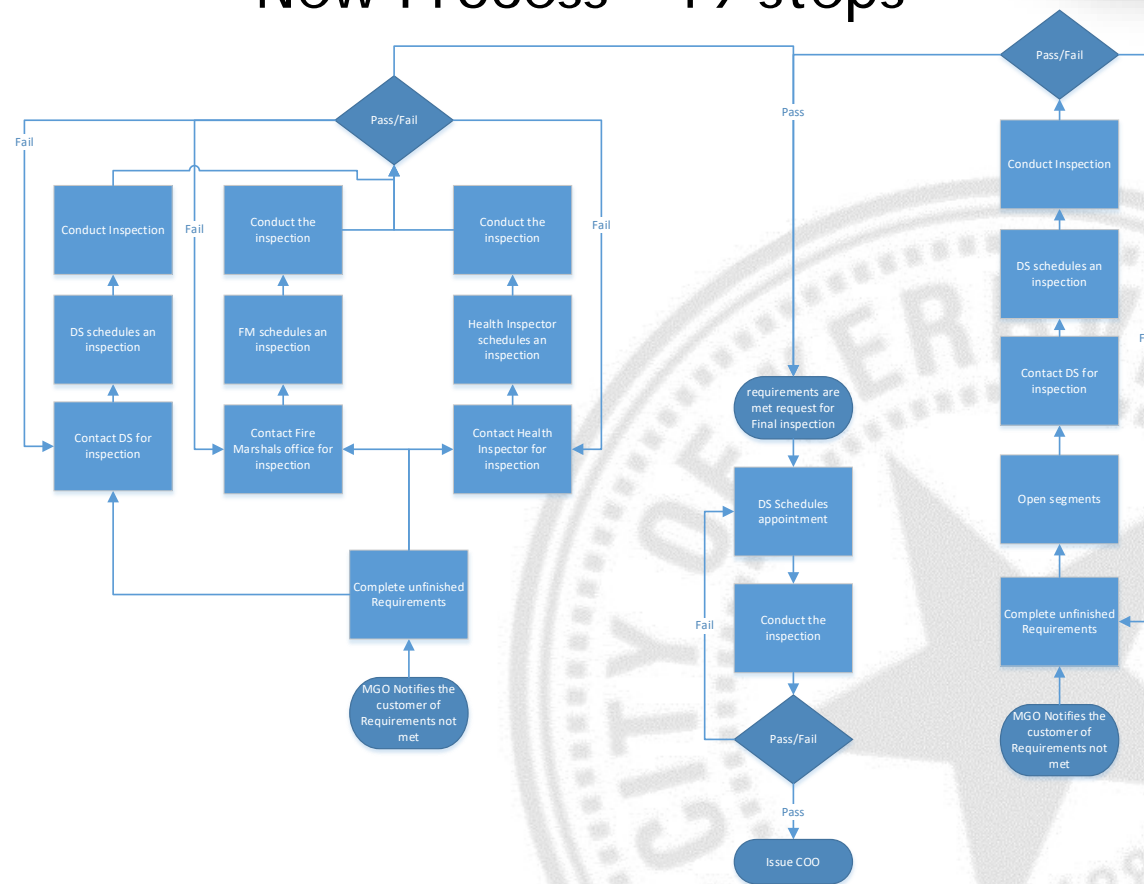 New Process
steps
Pass/Fail
Fail
Fail
Fail
Conduct Inspection
Conduct the
inspection
Conduct the
inspection
DS schedules an
inspection
FM schedules an
inspection
Health Inspector
schedules an
inspection
Contact DS for
inspection
Contact Fire
Marshals office for
inspection
Contact Health
Inspector for
inspection
Complete unfinished
Requirements
MGO Notifies the
customer of
Requirements not
met
Pass
requirements are
met request for
Final inspection
DS Schedules
appointment
Conduct the
inspection
Fail
Pass/Fail
Pass
Issue COO
Pass/Fail
Conduct Inspection
DS schedules an
inspection
Contact DS for
inspection
Open segments
Complete unfinished
Requirements
MGO Notifies the
customer of
Requirements not
met
CITY OF